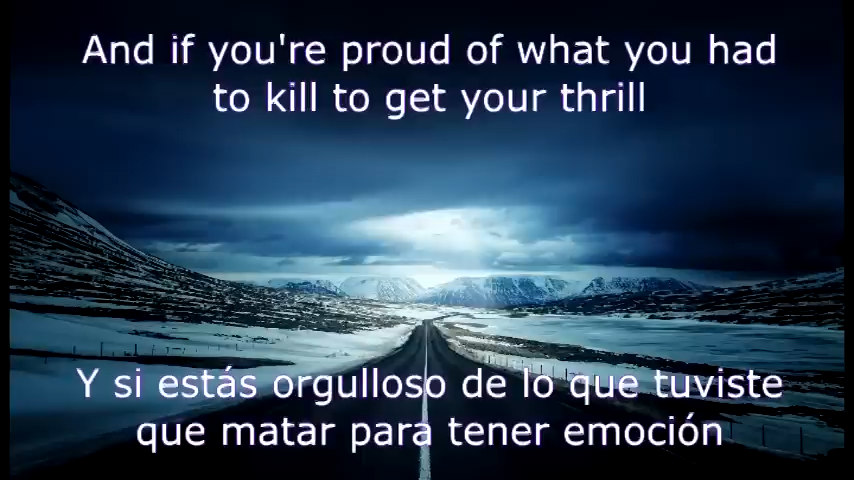 And if you're proud of what you had
to kill to get your thrill
Y si estás orgulloso de lo que tuviste
que matar para tener emoción